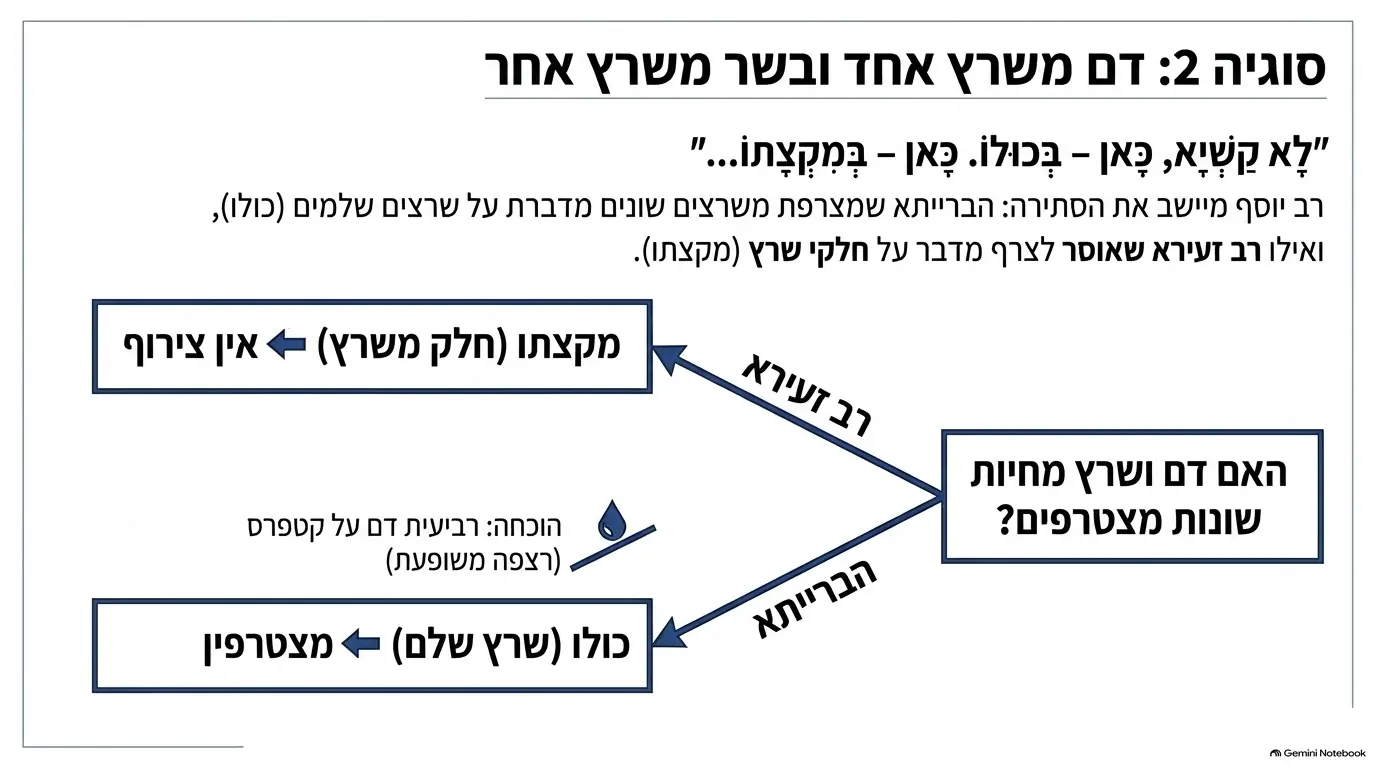 סוגיה 2: דם משרץ אחד ובשר משרץ אחר
"לָא קַשְׁיָא, כָּאן – בְּכוּלּוֹ. כָּאן – בְּמִקְצָתוֹ..."
רב יוסף מיישב את הסתירה: הברייתא שמצרפת משרצים שונים מדברת על שרצים שלמים (כולו),
ואילו רב זעירא שאוסר לצרף מדבר על חלקי שרץ (מקצתו).
האם דם ושרץ מחיות
שונות מצטרפים?
רב זעירא
מקצתו (חלק משרץ) ← אין צירוף
הוכחה: רביעית דם על קטפרס
(רצפה משופעת)
הברייתא
כולו (שרץ שלם) ← מצטרפין
Gemini Notebook